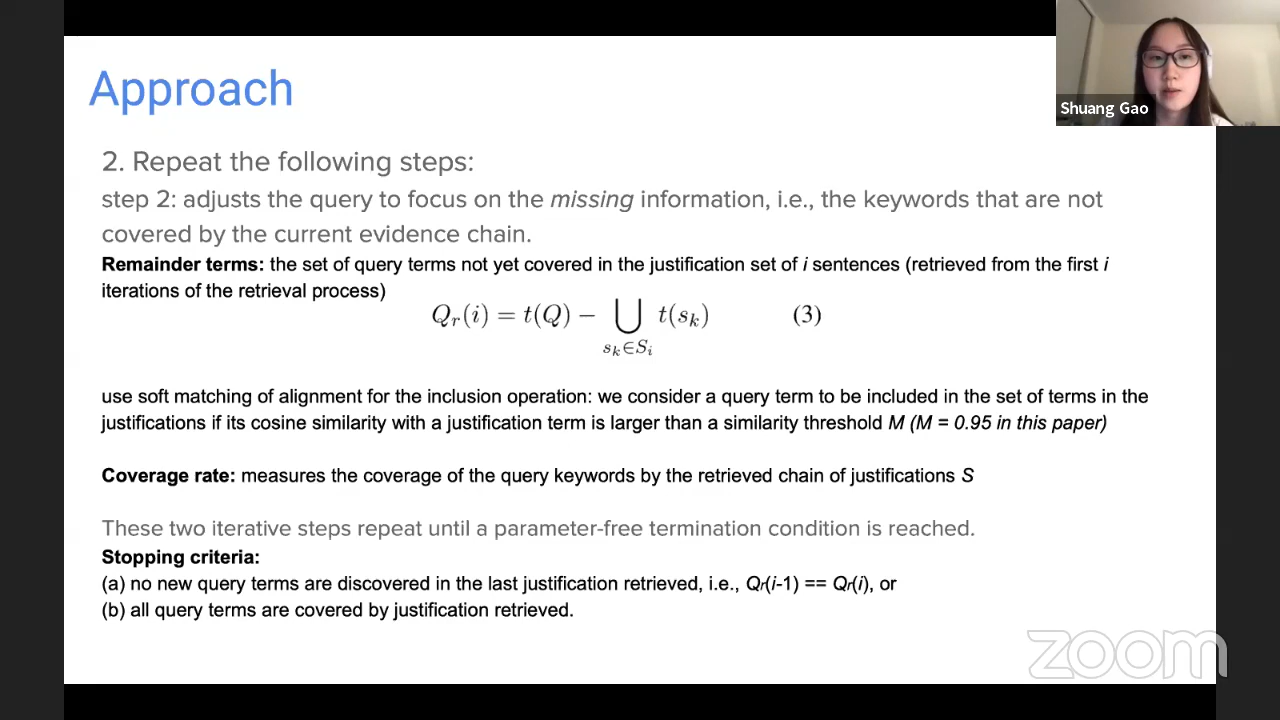 Approach
Shuang Gao
2. Repeat the following steps:
step 2: adjusts the query to focus on the missing information, i.e., the keywords that are not
covered by the current evidence chain.
Remainder terms: the set of query terms not yet covered in the justification set of i sentences (retrieved from the first i
iterations of the retrieval process)
Qr(i) = t(Q) − ⋃ t(sk) (3)
sk∈Si
use soft matching of alignment for the inclusion operation: we consider a query term to be included in the set of terms in the
justifications if its cosine similarity with a justification term is larger than a similarity threshold M (M = 0.95 in this paper)
Coverage rate: measures the coverage of the query keywords by the retrieved chain of justifications S
These two iterative steps repeat until a parameter-free termination condition is reached.
Stopping criteria:
(a) no new query terms are discovered in the last justification retrieved, i.e., Qr(i-1) == Qr(i), or
(b) all query terms are covered by justification retrieved.
zoom